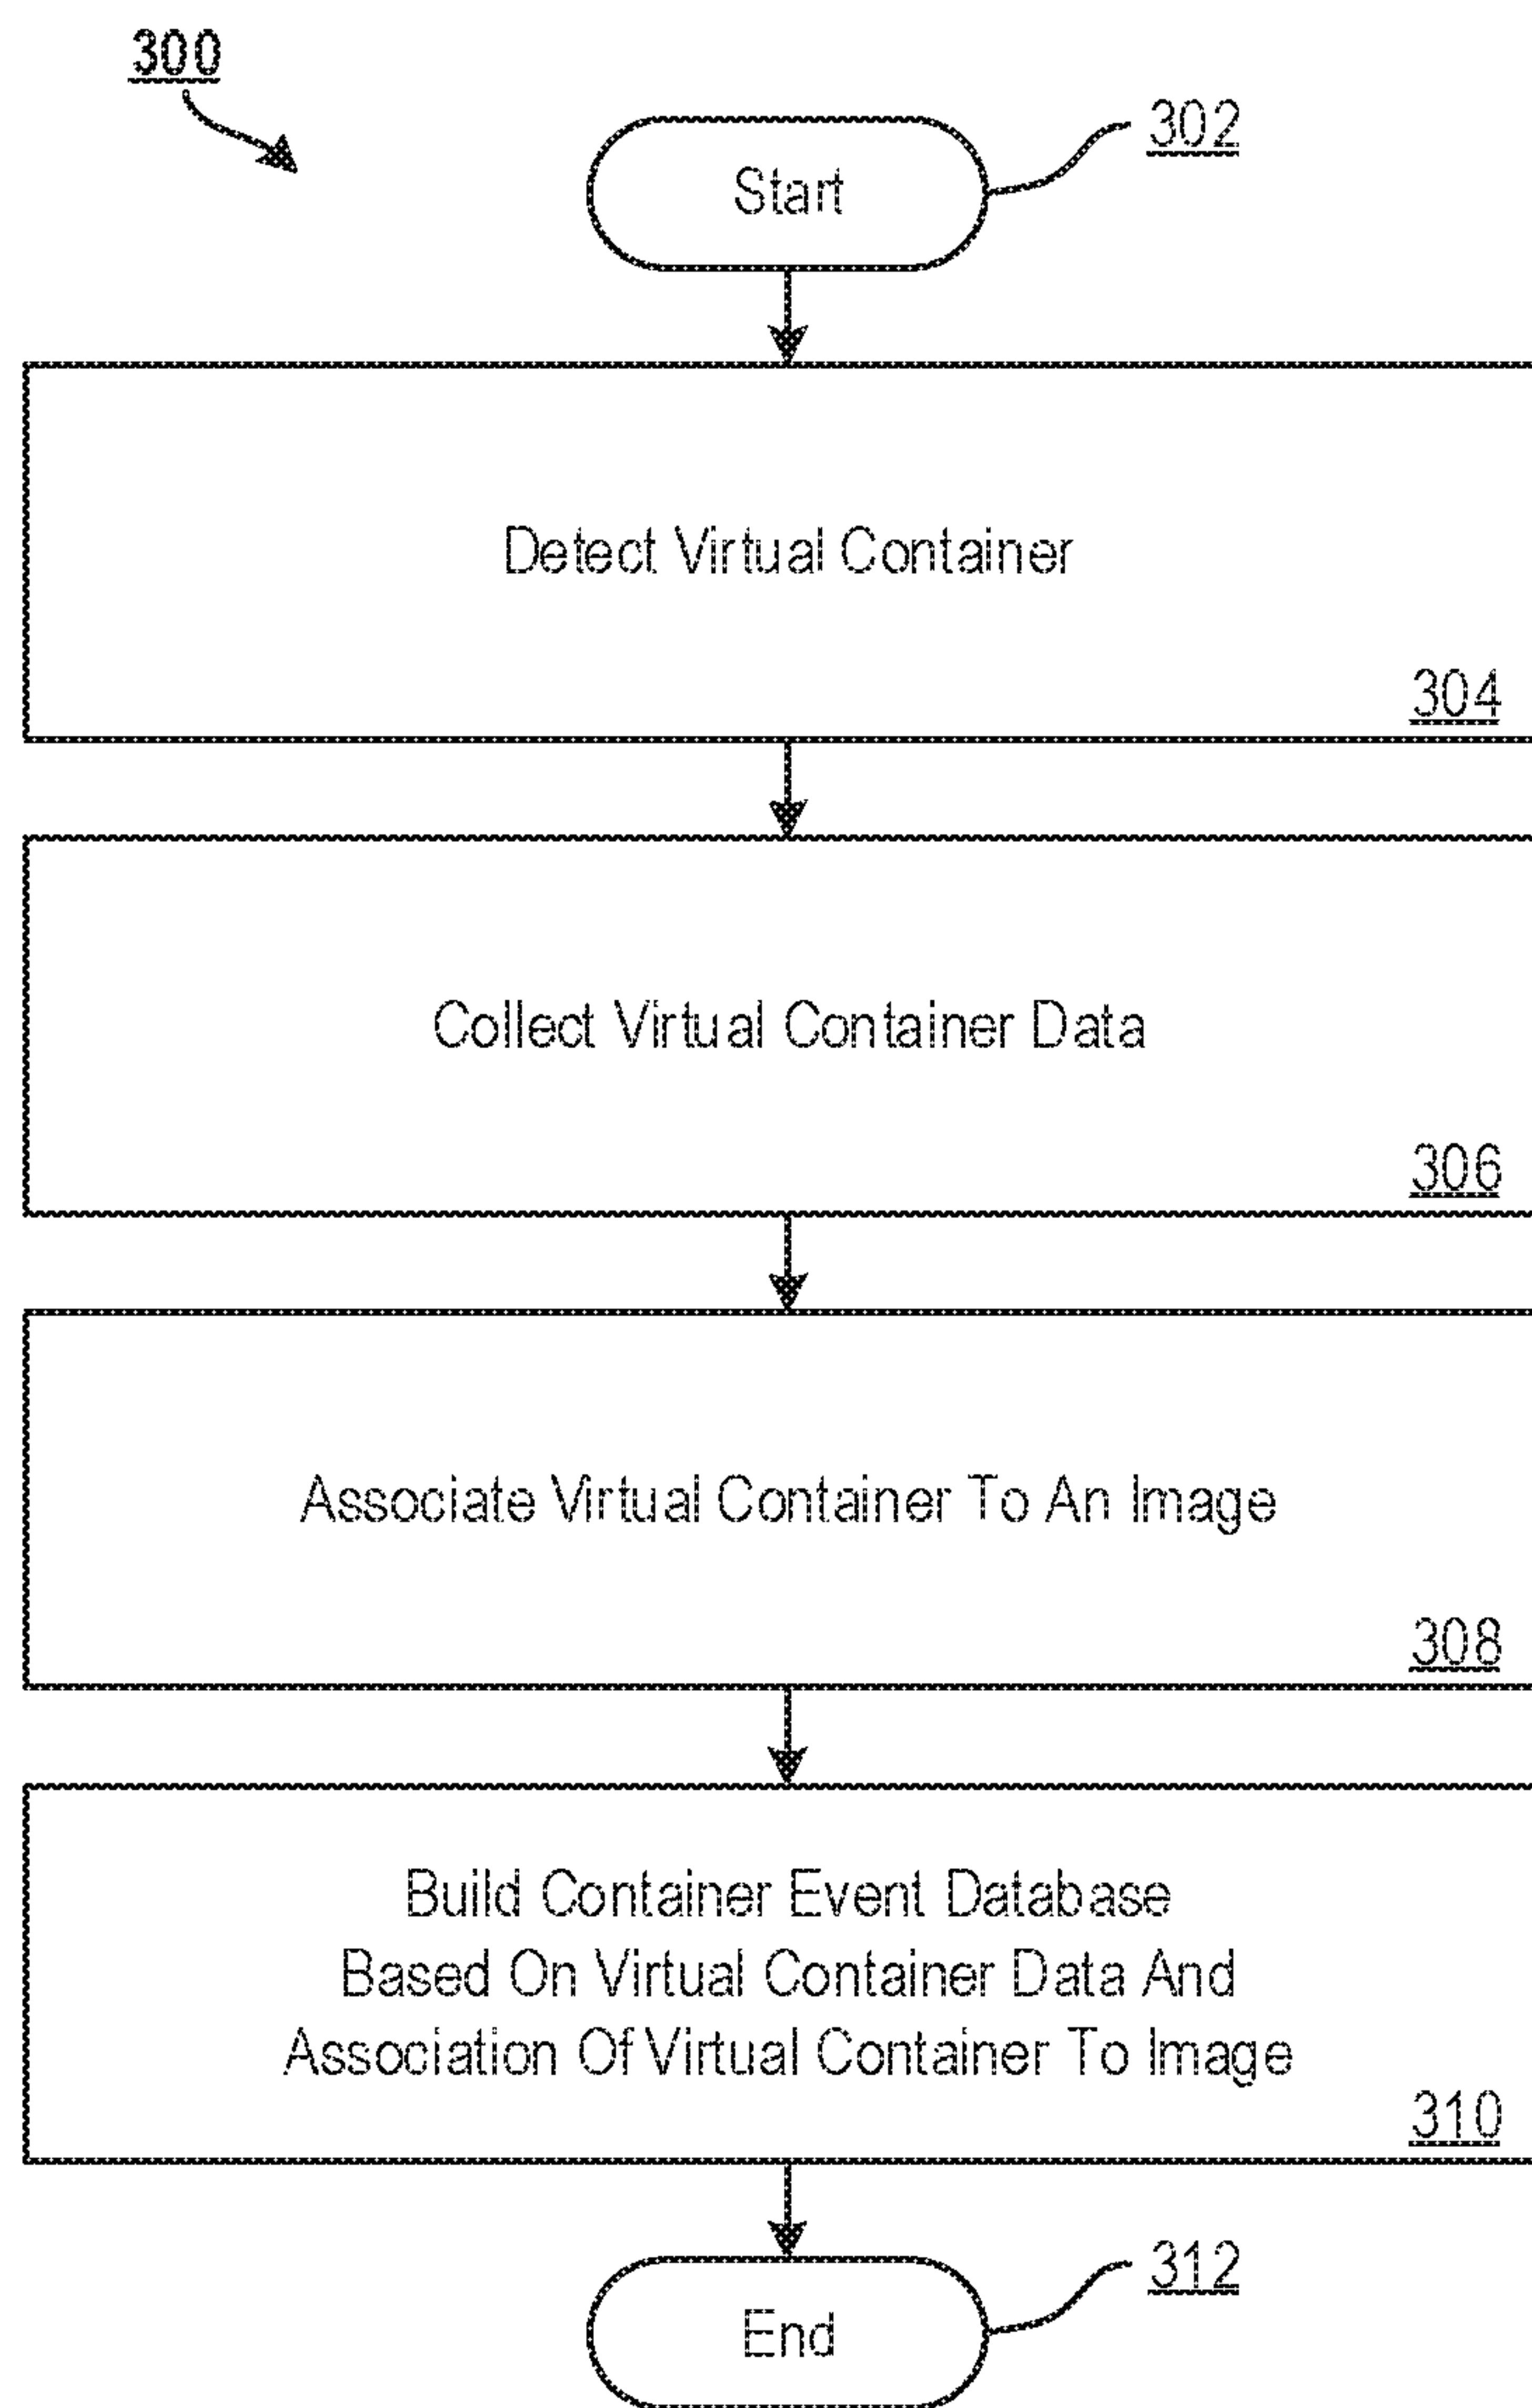 300
302
Start
Detect Virtual Container
304
Collect Virtual Container Data
306
Associate Virtual Container To An Image
308
Build Container Event Database
Based On Virtual Container Data And
Association Of Virtual Container To Image
310
312
End